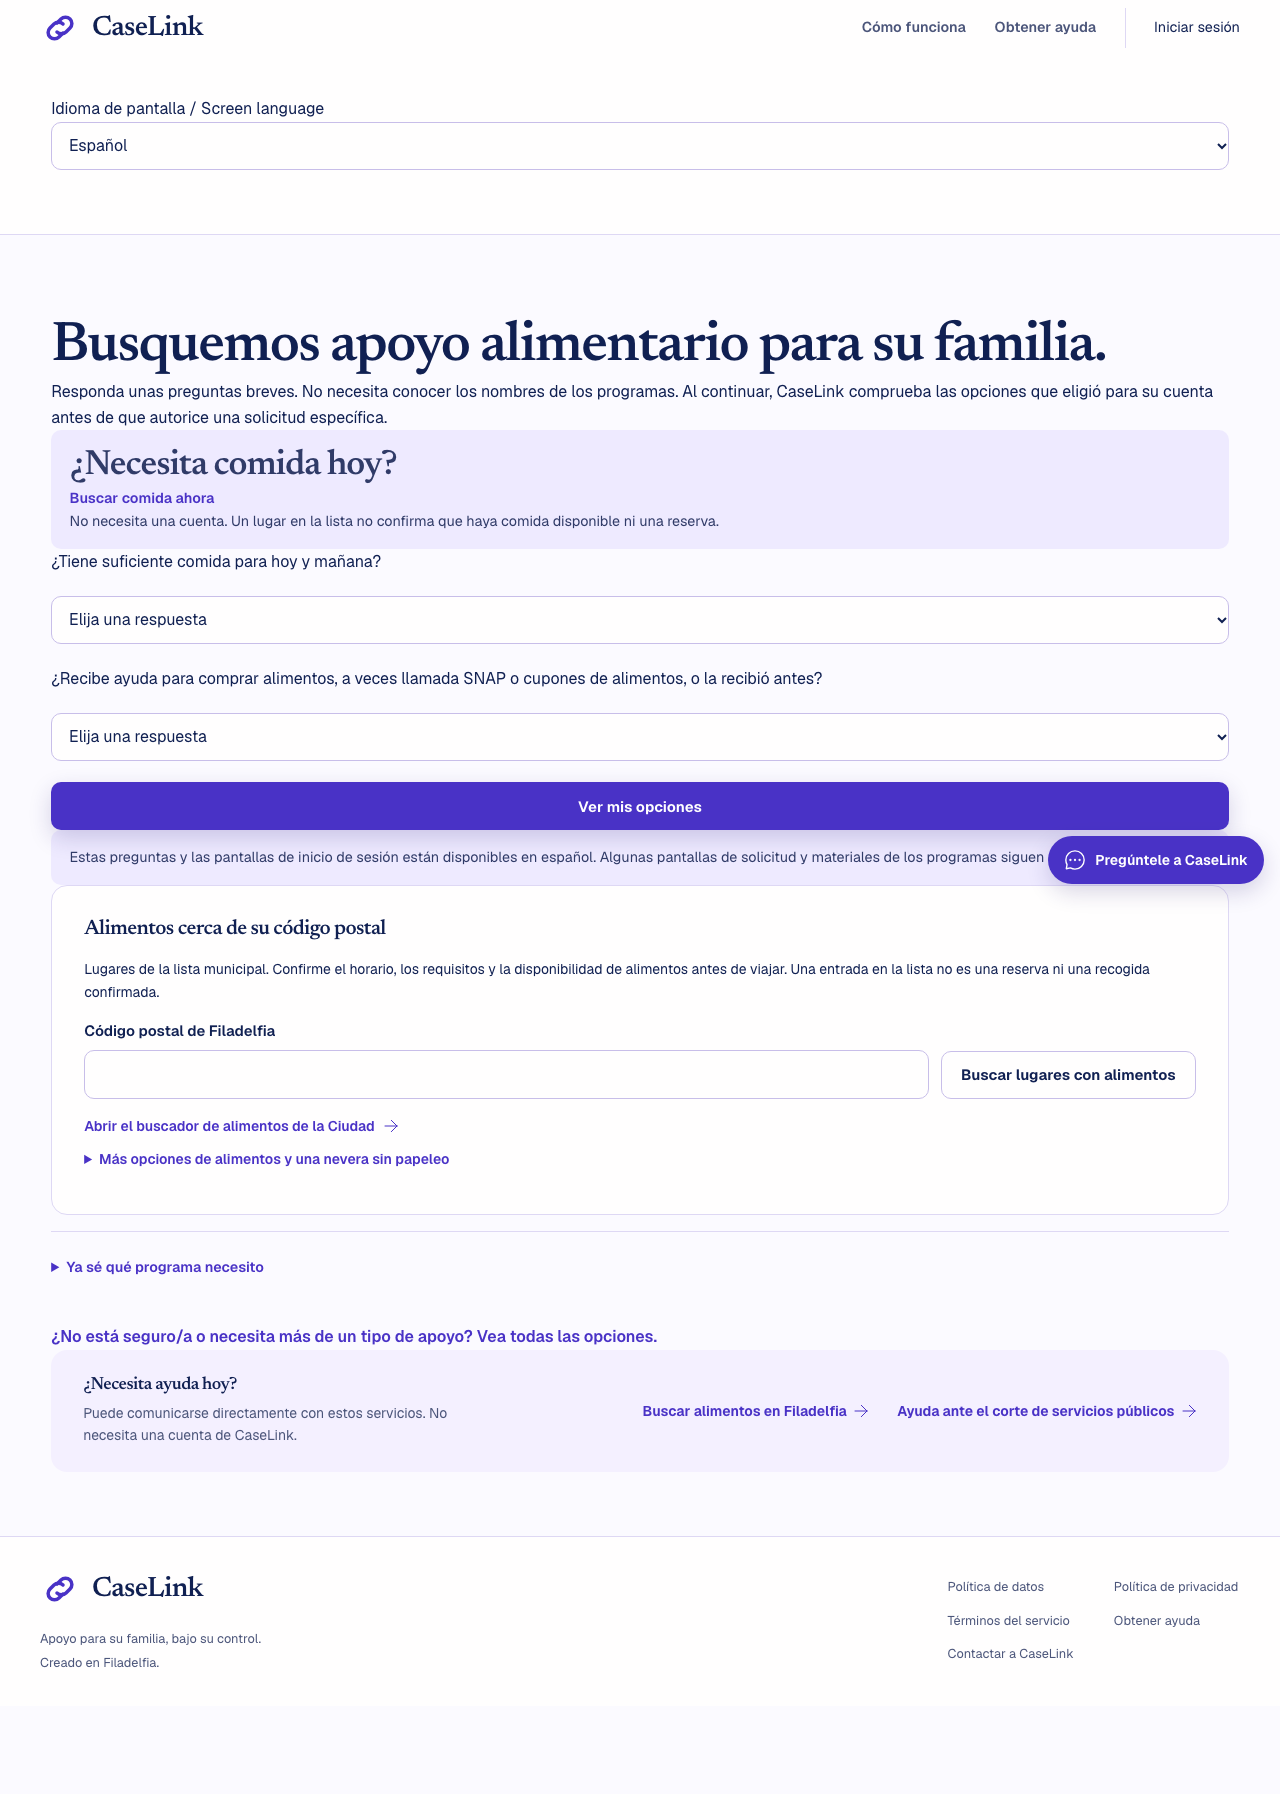 CaseLink
Cómo funciona
Obtener ayuda
Iniciar sesión
Idioma de pantalla / Screen language
Español
Busquemos apoyo alimentario para su familia.
Responda unas preguntas breves. No necesita conocer los nombres de los programas. Al continuar, CaseLink comprueba las opciones que eligió para su cuenta
antes de que autorice una solicitud específica.
¿Necesita comida hoy?
Buscar comida ahora
No necesita una cuenta. Un lugar en la lista no confirma que haya comida disponible ni una reserva.
¿Tiene suficiente comida para hoy y mañana?
Elija una respuesta
¿Recibe ayuda para comprar alimentos, a veces llamada SNAP o cupones de alimentos, o la recibió antes?
Elija una respuesta
Ver mis opciones
Estas preguntas y las pantallas de inicio de sesión están disponibles en español. Algunas pantallas de solicitud y materiales de los programas siguen
Pregúntele a CaseLink
Alimentos cerca de su código postal
Lugares de la lista municipal. Confirme el horario, los requisitos y la disponibilidad de alimentos antes de viajar. Una entrada en la lista no es una reserva ni una recogida
confirmada.
Código postal de Filadelfia
Buscar lugares con alimentos
Abrir el buscador de alimentos de la Ciudad
Más opciones de alimentos y una nevera sin papeleo
Ya sé qué programa necesito
¿No está seguro/a o necesita más de un tipo de apoyo? Vea todas las opciones.
¿Necesita ayuda hoy?
Puede comunicarse directamente con estos servicios. No
necesita una cuenta de CaseLink.
Buscar alimentos en Filadelfia
Ayuda ante el corte de servicios públicos
CaseLink
Apoyo para su familia, bajo su control.
Creado en Filadelfia.
Política de datos
Política de privacidad
Términos del servicio
Obtener ayuda
Contactar a CaseLink